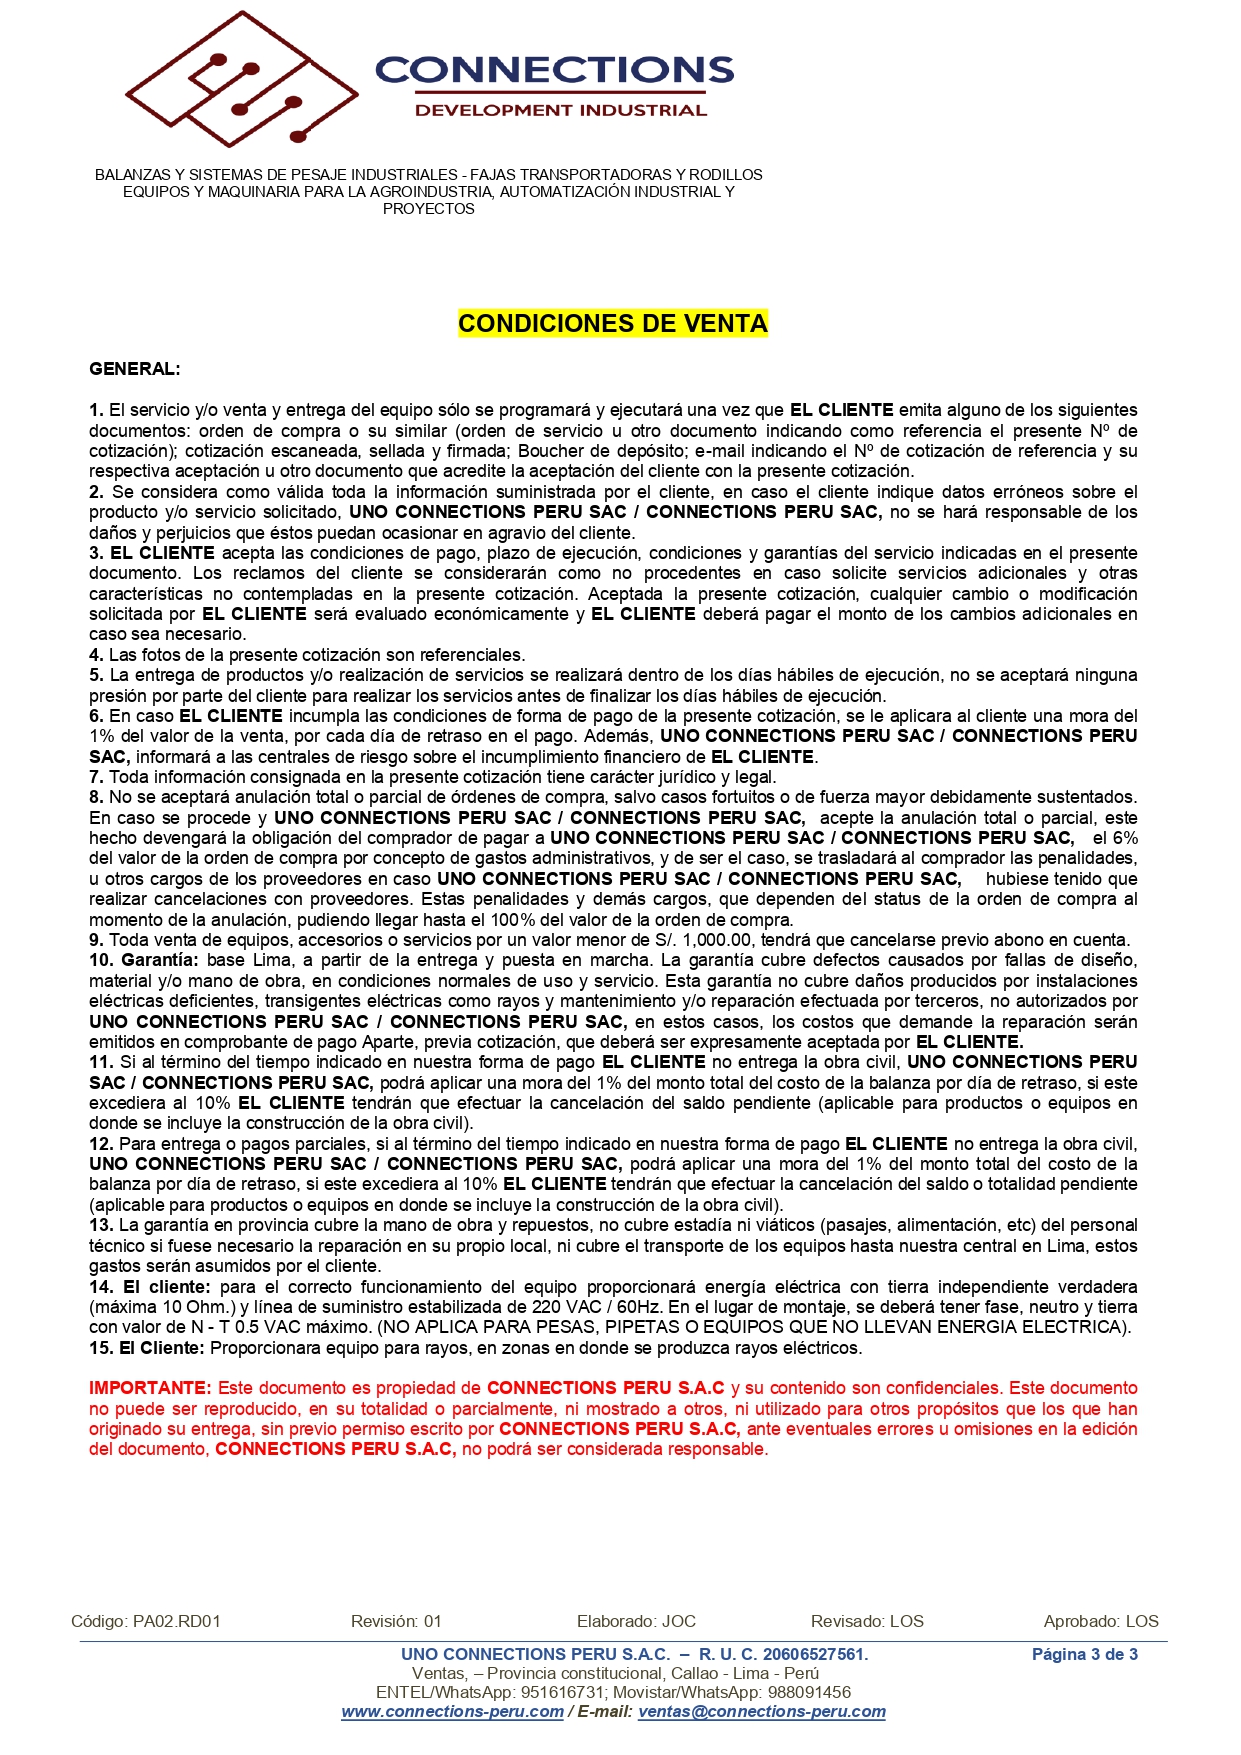 CONNECTIONS
DEVELOPMENT INDUSTRIAL
BALANZAS Y SISTEMAS DE PESAJE INDUSTRIALES - FAJAS TRANSPORTADORAS Y RODILLOS
EQUIPOS Y MAQUINARIA PARA LA AGROINDUSTRIA, AUTOMATIZACIÓN INDUSTRIAL Y
PROYECTOS
CONDICIONES DE VENTA
GENERAL:
1. El servicio y/o venta y entrega del equipo sólo se programará y ejecutará una vez que EL CLIENTE emita alguno de los siguientes
documentos: orden de compra o su similar (orden de servicio u otro documento indicando como referencia el presente Nº de
cotización); cotización escaneada, sellada y firmada; Boucher de depósito; e-mail indicando el Nº de cotización de referencia y su
respectiva aceptación u otro documento que acredite la aceptación del cliente con la presente cotización.
2. Se considera como válida toda la información suministrada por el cliente, en caso el cliente indique datos erróneos sobre el
producto y/o servicio solicitado, UNO CONNECTIONS PERU SAC / CONNECTIONS PERU SAC, no se hará responsable de los
daños y perjuicios que éstos puedan ocasionar en agravio del cliente.
3. EL CLIENTE acepta las condiciones de pago, plazo de ejecución, condiciones y garantías del servicio indicadas en el presente
documento. Los reclamos del cliente se considerarán como no procedentes en caso solicite servicios adicionales y otras
características no contempladas en la presente cotización. Aceptada la presente cotización, cualquier cambio o modificación
solicitada por EL CLIENTE será evaluado económicamente y EL CLIENTE deberá pagar el monto de los cambios adicionales en
caso sea necesario.
4. Las fotos de la presente cotización son referenciales.
5. La entrega de productos y/o realización de servicios se realizará dentro de los días hábiles de ejecución, no se aceptará ninguna
presión por parte del cliente para realizar los servicios antes de finalizar los días hábiles de ejecución.
6. En caso EL CLIENTE incumpla las condiciones de forma de pago de la presente cotización, se le aplicara al cliente una mora del
1% del valor de la venta, por cada día de retraso en el pago. Además, UNO CONNECTIONS PERU SAC / CONNECTIONS PERU
SAC, informará a las centrales de riesgo sobre el incumplimiento financiero de EL CLIENTE.
7. Toda información consignada en la presente cotización tiene carácter jurídico y legal.
8. No se aceptará anulación total o parcial de órdenes de compra, salvo casos fortuitos o de fuerza mayor debidamente sustentados.
En caso se procede y UNO CONNECTIONS PERU SAC / CONNECTIONS PERU SAC, acepte la anulación total o parcial, este
hecho devengará la obligación del comprador de pagar a UNO CONNECTIONS PERU SAC / CONNECTIONS PERU SAC, el 6%
del valor de la orden de compra por concepto de gastos administrativos, y de ser el caso, se trasladará al comprador las penalidades,
u otros cargos de los proveedores en caso UNO CONNECTIONS PERU SAC / CONNECTIONS PERU SAC, hubiese tenido que
realizar cancelaciones con proveedores. Estas penalidades y demás cargos, que dependen del status de la orden de compra al
momento de la anulación, pudiendo llegar hasta el 100% del valor de la orden de compra.
9. Toda venta de equipos, accesorios o servicios por un valor menor de S/. 1,000.00, tendrá que cancelarse previo abono en cuenta.
10. Garantía: base Lima, a partir de la entrega y puesta en marcha. La garantía cubre defectos causados por fallas de diseño,
material y/o mano de obra, en condiciones normales de uso y servicio. Esta garantía no cubre daños producidos por instalaciones
eléctricas deficientes, transigentes eléctricas como rayos y mantenimiento y/o reparación efectuada por terceros, no autorizados por
UNO CONNECTIONS PERU SAC / CONNECTIONS PERU SAC, en estos casos, los costos que demande la reparación serán
emitidos en comprobante de pago Aparte, previa cotización, que deberá ser expresamente aceptada por EL CLIENTE.
11. Si al término del tiempo indicado en nuestra forma de pago EL CLIENTE no entrega la obra civil, UNO CONNECTIONS PERU
SAC / CONNECTIONS PERU SAC, podrá aplicar una mora del 1% del monto total del costo de la balanza por día de retraso, si este
excediera al 10% EL CLIENTE tendrán que efectuar la cancelación del saldo pendiente (aplicable para productos o equipos en
donde se incluye la construcción de la obra civil).
12. Para entrega o pagos parciales, si al término del tiempo indicado en nuestra forma de pago EL CLIENTE no entrega la obra civil,
UNO CONNECTIONS PERU SAC / CONNECTIONS PERU SAC, podrá aplicar una mora del 1% del monto total del costo de la
balanza por día de retraso, si este excediera al 10% EL CLIENTE tendrán que efectuar la cancelación del saldo o totalidad pendiente
(aplicable para productos o equipos en donde se incluye la construcción de la obra civil).
13. La garantía en provincia cubre la mano de obra y repuestos, no cubre estadía ni viáticos (pasajes, alimentación, etc) del personal
técnico si fuese necesario la reparación en su propio local, ni cubre el transporte de los equipos hasta nuestra central en Lima, estos
gastos serán asumidos por el cliente.
14. El cliente: para el correcto funcionamiento del equipo proporcionará energía eléctrica con tierra independiente verdadera
(máxima 10 Ohm.) y línea de suministro estabilizada de 220 VAC / 60Hz. En el lugar de montaje, se deberá tener fase, neutro y tierra
con valor de N - T 0.5 VAC máximo. (NO APLICA PARA PESAS, PIPETAS O EQUIPOS QUE NO LLEVAN ENERGIA ELECTRICA).
15. El Cliente: Proporcionara equipo para rayos, en zonas en donde se produzca rayos eléctricos.
IMPORTANTE: Este documento es propiedad de CONNECTIONS PERU S.A.C y su contenido son confidenciales. Este documento
no puede ser reproducido, en su totalidad o parcialmente, ni mostrado a otros, ni utilizado para otros propósitos que los que han
originado su entrega, sin previo permiso escrito por CONNECTIONS PERU S.A.C, ante eventuales errores u omisiones en la edición
del documento, CONNECTIONS PERU S.A.C, no podrá ser considerada responsable.
Código: PA02.RD01 Revisión: 01 Elaborado: JOC Revisado: LOS Aprobado: LOS
UNO CONNECTIONS PERU S.A.C. – R. U. C. 20606527561. Página 3 de 3
Ventas, – Provincia constitucional, Callao - Lima - Perú
ENTEL/WhatsApp: 951616731; Movistar/WhatsApp: 988091456
www.connections-peru.com / E-mail: ventas@connections-peru.com